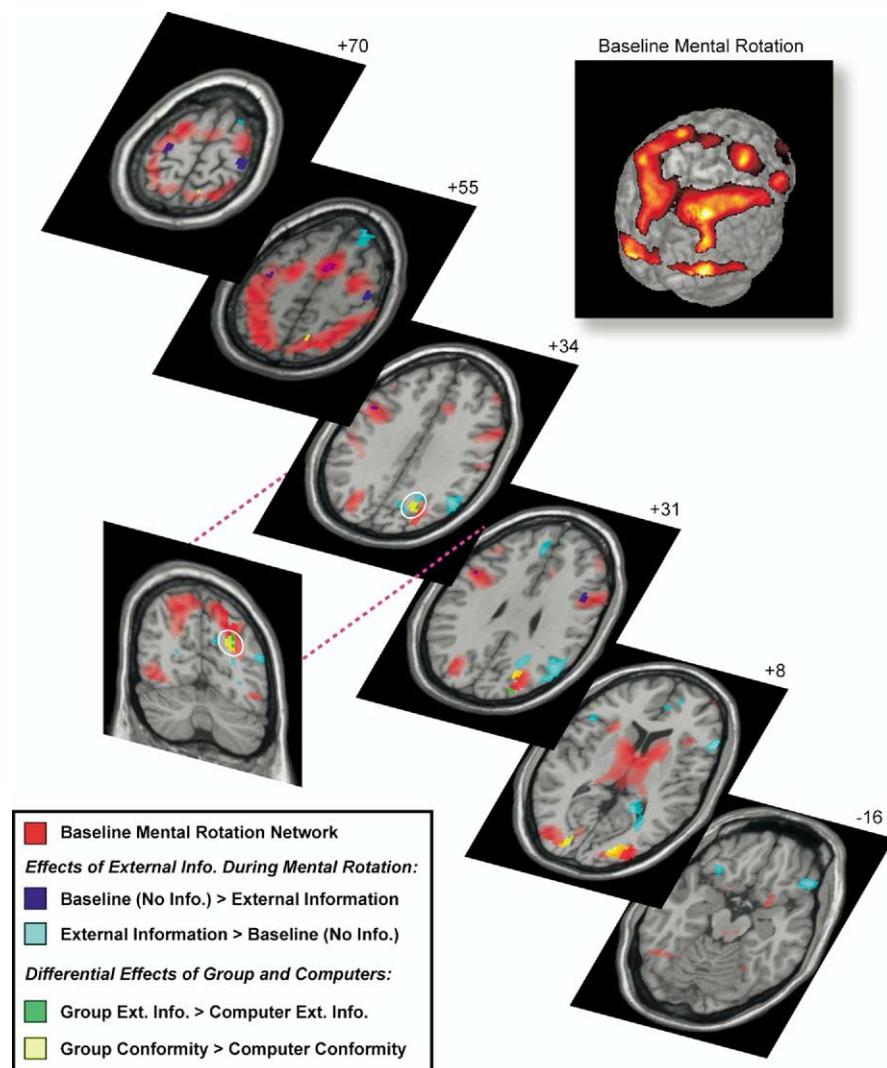 +70
Baseline Mental Rotation
+55
+34
+31
+8
-16
Baseline Mental Rotation Network
Effects of External Info. During Mental Rotation:
Baseline (No Info.) > External Information
External Information > Baseline (No Info.)
Differential Effects of Group and Computers:
Group Ext. Info. > Computer Ext. Info.
Group Conformity > Computer Conformity